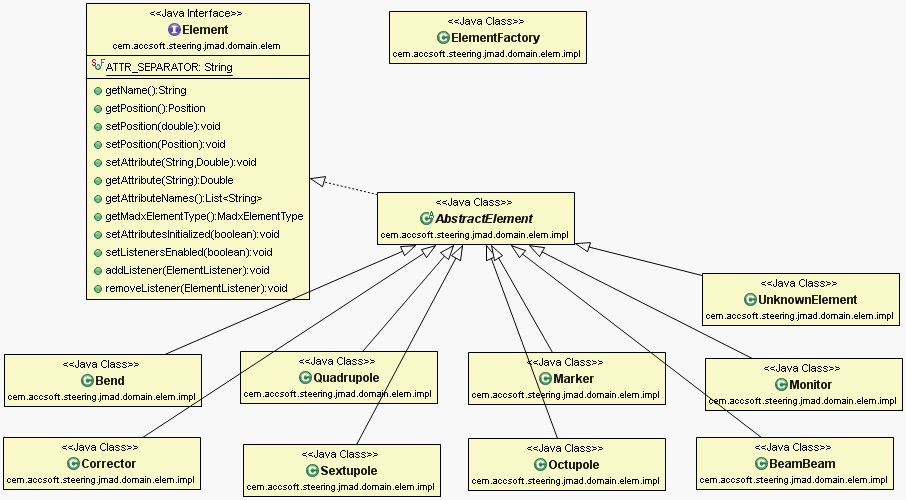 <<Java Interface>>
I Element
cern.accsoft.steering.jmad.domain.elem
S F ATTR_SEPARATOR: String
getName():String
getPosition():Position
setPosition(double):void
setPosition(Position):void
setAttribute(String,Double):void
getAttribute(String):Double
getAttributeNames():List<String>
getMadxElementType():MadxElementType
setAttributesInitialized(boolean):void
setListenersEnabled(boolean):void
addListener(ElementListener):void
removeListener(ElementListener):void
<<Java Class>>
C ElementFactory
cern.accsoft.steering.jmad.domain.elem.impl
<<Java Class>>
C A AbstractElement
cern.accsoft.steering.jmad.domain.elem.impl
<<Java Class>>
C UnknownElement
cern.accsoft.steering.jmad.domain.elem.impl
<<Java Class>>
C Bend
cern.accsoft.steering.jmad.domain.elem.impl
<<Java Class>>
C Quadrupole
cern.accsoft.steering.jmad.domain.elem.impl
<<Java Class>>
C Marker
cern.accsoft.steering.jmad.domain.elem.impl
<<Java Class>>
C Monitor
cern.accsoft.steering.jmad.domain.elem.impl
<<Java Class>>
C Corrector
cern.accsoft.steering.jmad.domain.elem.impl
<<Java Class>>
C Sextupole
cern.accsoft.steering.jmad.domain.elem.impl
<<Java Class>>
C Octupole
cern.accsoft.steering.jmad.domain.elem.impl
<<Java Class>>
C BeamBeam
cern.accsoft.steering.jmad.domain.elem.impl